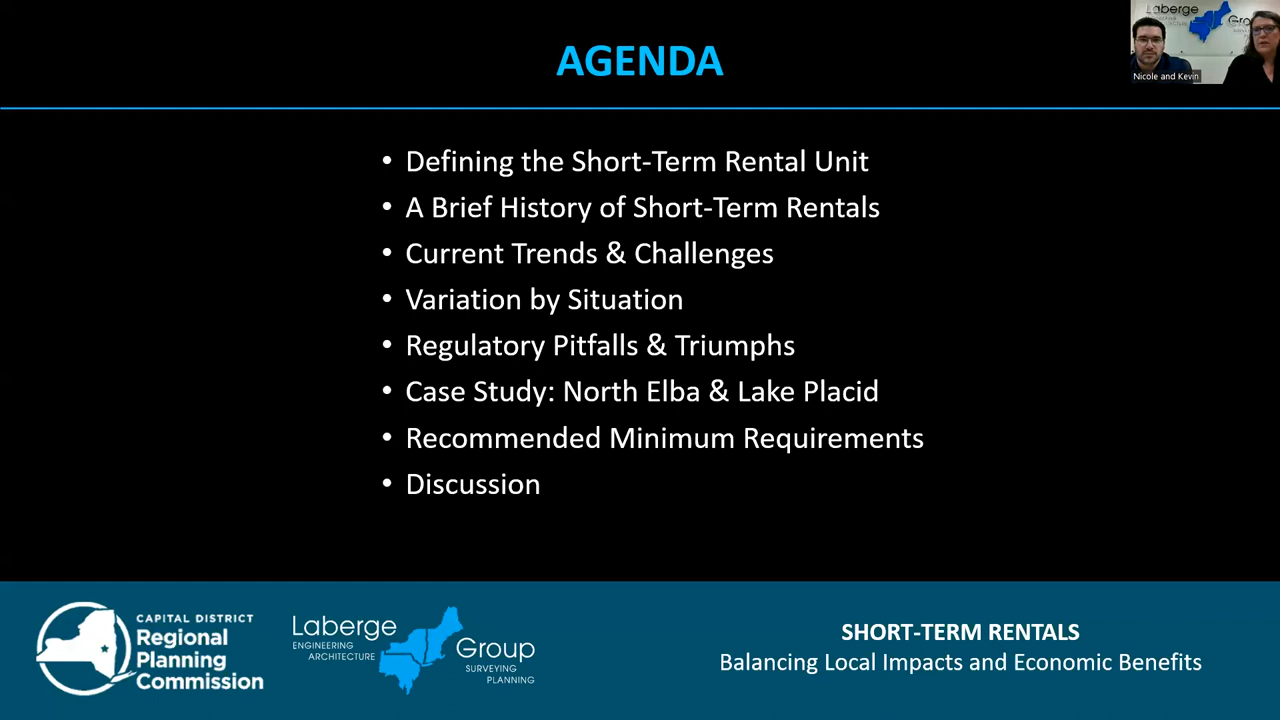 AGENDA
Laberge
Group
Nicole and Kevin
• Defining the Short-Term Rental Unit
• A Brief History of Short-Term Rentals
• Current Trends & Challenges
• Variation by Situation
• Regulatory Pitfalls & Triumphs
• Case Study: North Elba & Lake Placid
• Recommended Minimum Requirements
• Discussion
CAPITAL DISTRICT
Regional
Planning
Commission
Laberge
ENGINEERING
ARCHITECTURE
Group
SURVEYING
PLANNING
SHORT-TERM RENTALS
Balancing Local Impacts and Economic Benefits